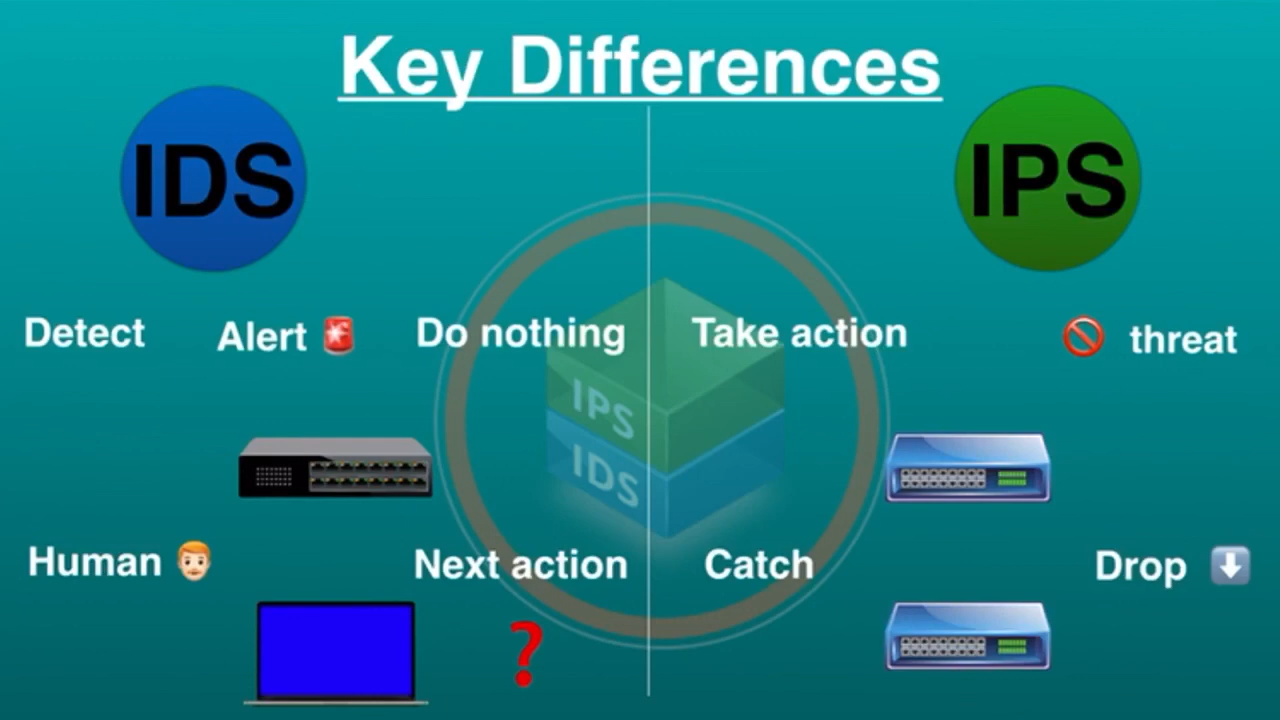 Key Differences
IDS
IPS
Detect
Alert
Do nothing
Take action
threat
IPS
IDS
Human
Next action
Catch
Drop